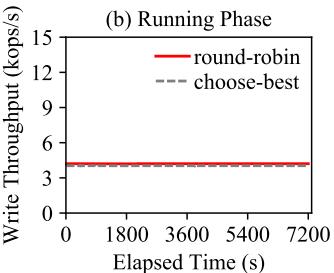 (b) Running Phase
Write Throughput (kops/s)
15
12
9
6
3
0
round-robin
choose-best
0 1800 3600 5400 7200
Elapsed Time (s)